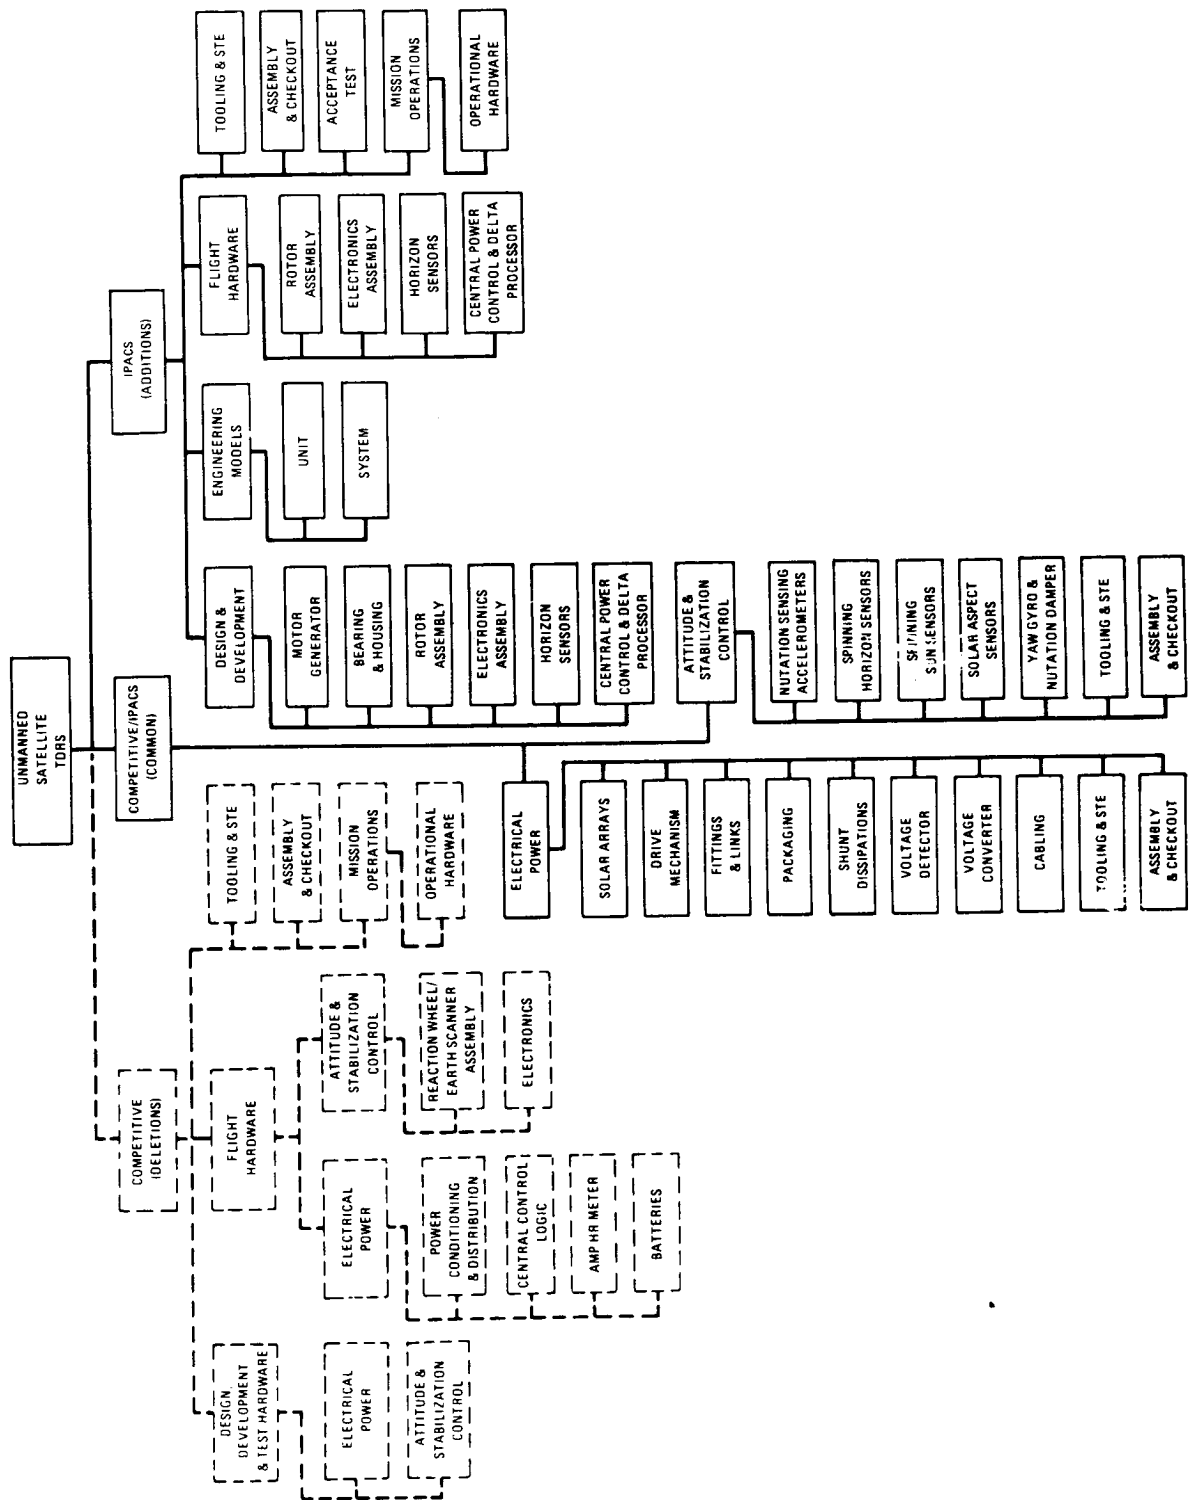 UNMANNED
SATELLITE
TDRS
COMPETITIVE
(DELETIONS)
COMPETITIVE/IPACS
(COMMON)
IPACS
(ADDITIONS)
DESIGN,
DEVELOPMENT
& TEST HARDWARE
ELECTRICAL
POWER
ATTITUDE &
STABILIZATION
CONTROL
FLIGHT
HARDWARE
ELECTRICAL
POWER
POWER
CONDITIONING
& DISTRIBUTION
CENTRAL CONTROL
LOGIC
AMP HR METER
BATTERIES
ATTITUDE &
STABILIZATION
CONTROL
REACTION WHEEL/
EARTH SCANNER
ASSEMBLY
ELECTRONICS
TOOLING & STE
ASSEMBLY
& CHECKOUT
MISSION
OPERATIONS
OPERATIONAL
HARDWARE
ELECTRICAL
POWER
SOLAR ARRAYS
DRIVE
MECHANISM
FITTINGS
& LINKS
PACKAGING
SHUNT
DISSIPATIONS
VOLTAGE
DETECTOR
VOLTAGE
CONVERTER
CABLING
TOOLING & STE
ASSEMBLY
& CHECKOUT
ATTITUDE &
STABILIZATION
CONTROL
NUTATION SENSING
ACCELEROMETERS
SPINNING
HORIZON SENSORS
SPINNING
SUN SENSORS
SOLAR ASPECT
SENSORS
YAW GYRO &
NUTATION DAMPER
TOOLING & STE
ASSEMBLY
& CHECKOUT
DESIGN &
DEVELOPMENT
MOTOR
GENERATOR
BEARING
& HOUSING
ROTOR
ASSEMBLY
ELECTRONICS
ASSEMBLY
HORIZON
SENSORS
CENTRAL POWER
CONTROL & DELTA
PROCESSOR
ENGINEERING
MODELS
UNIT
SYSTEM
FLIGHT
HARDWARE
ROTOR
ASSEMBLY
ELECTRONICS
ASSEMBLY
HORIZON
SENSORS
CENTRAL POWER
CONTROL & DELTA
PROCESSOR
TOOLING & STE
ASSEMBLY
& CHECKOUT
ACCEPTANCE
TEST
MISSION
OPERATIONS
OPERATIONAL
HARDWARE